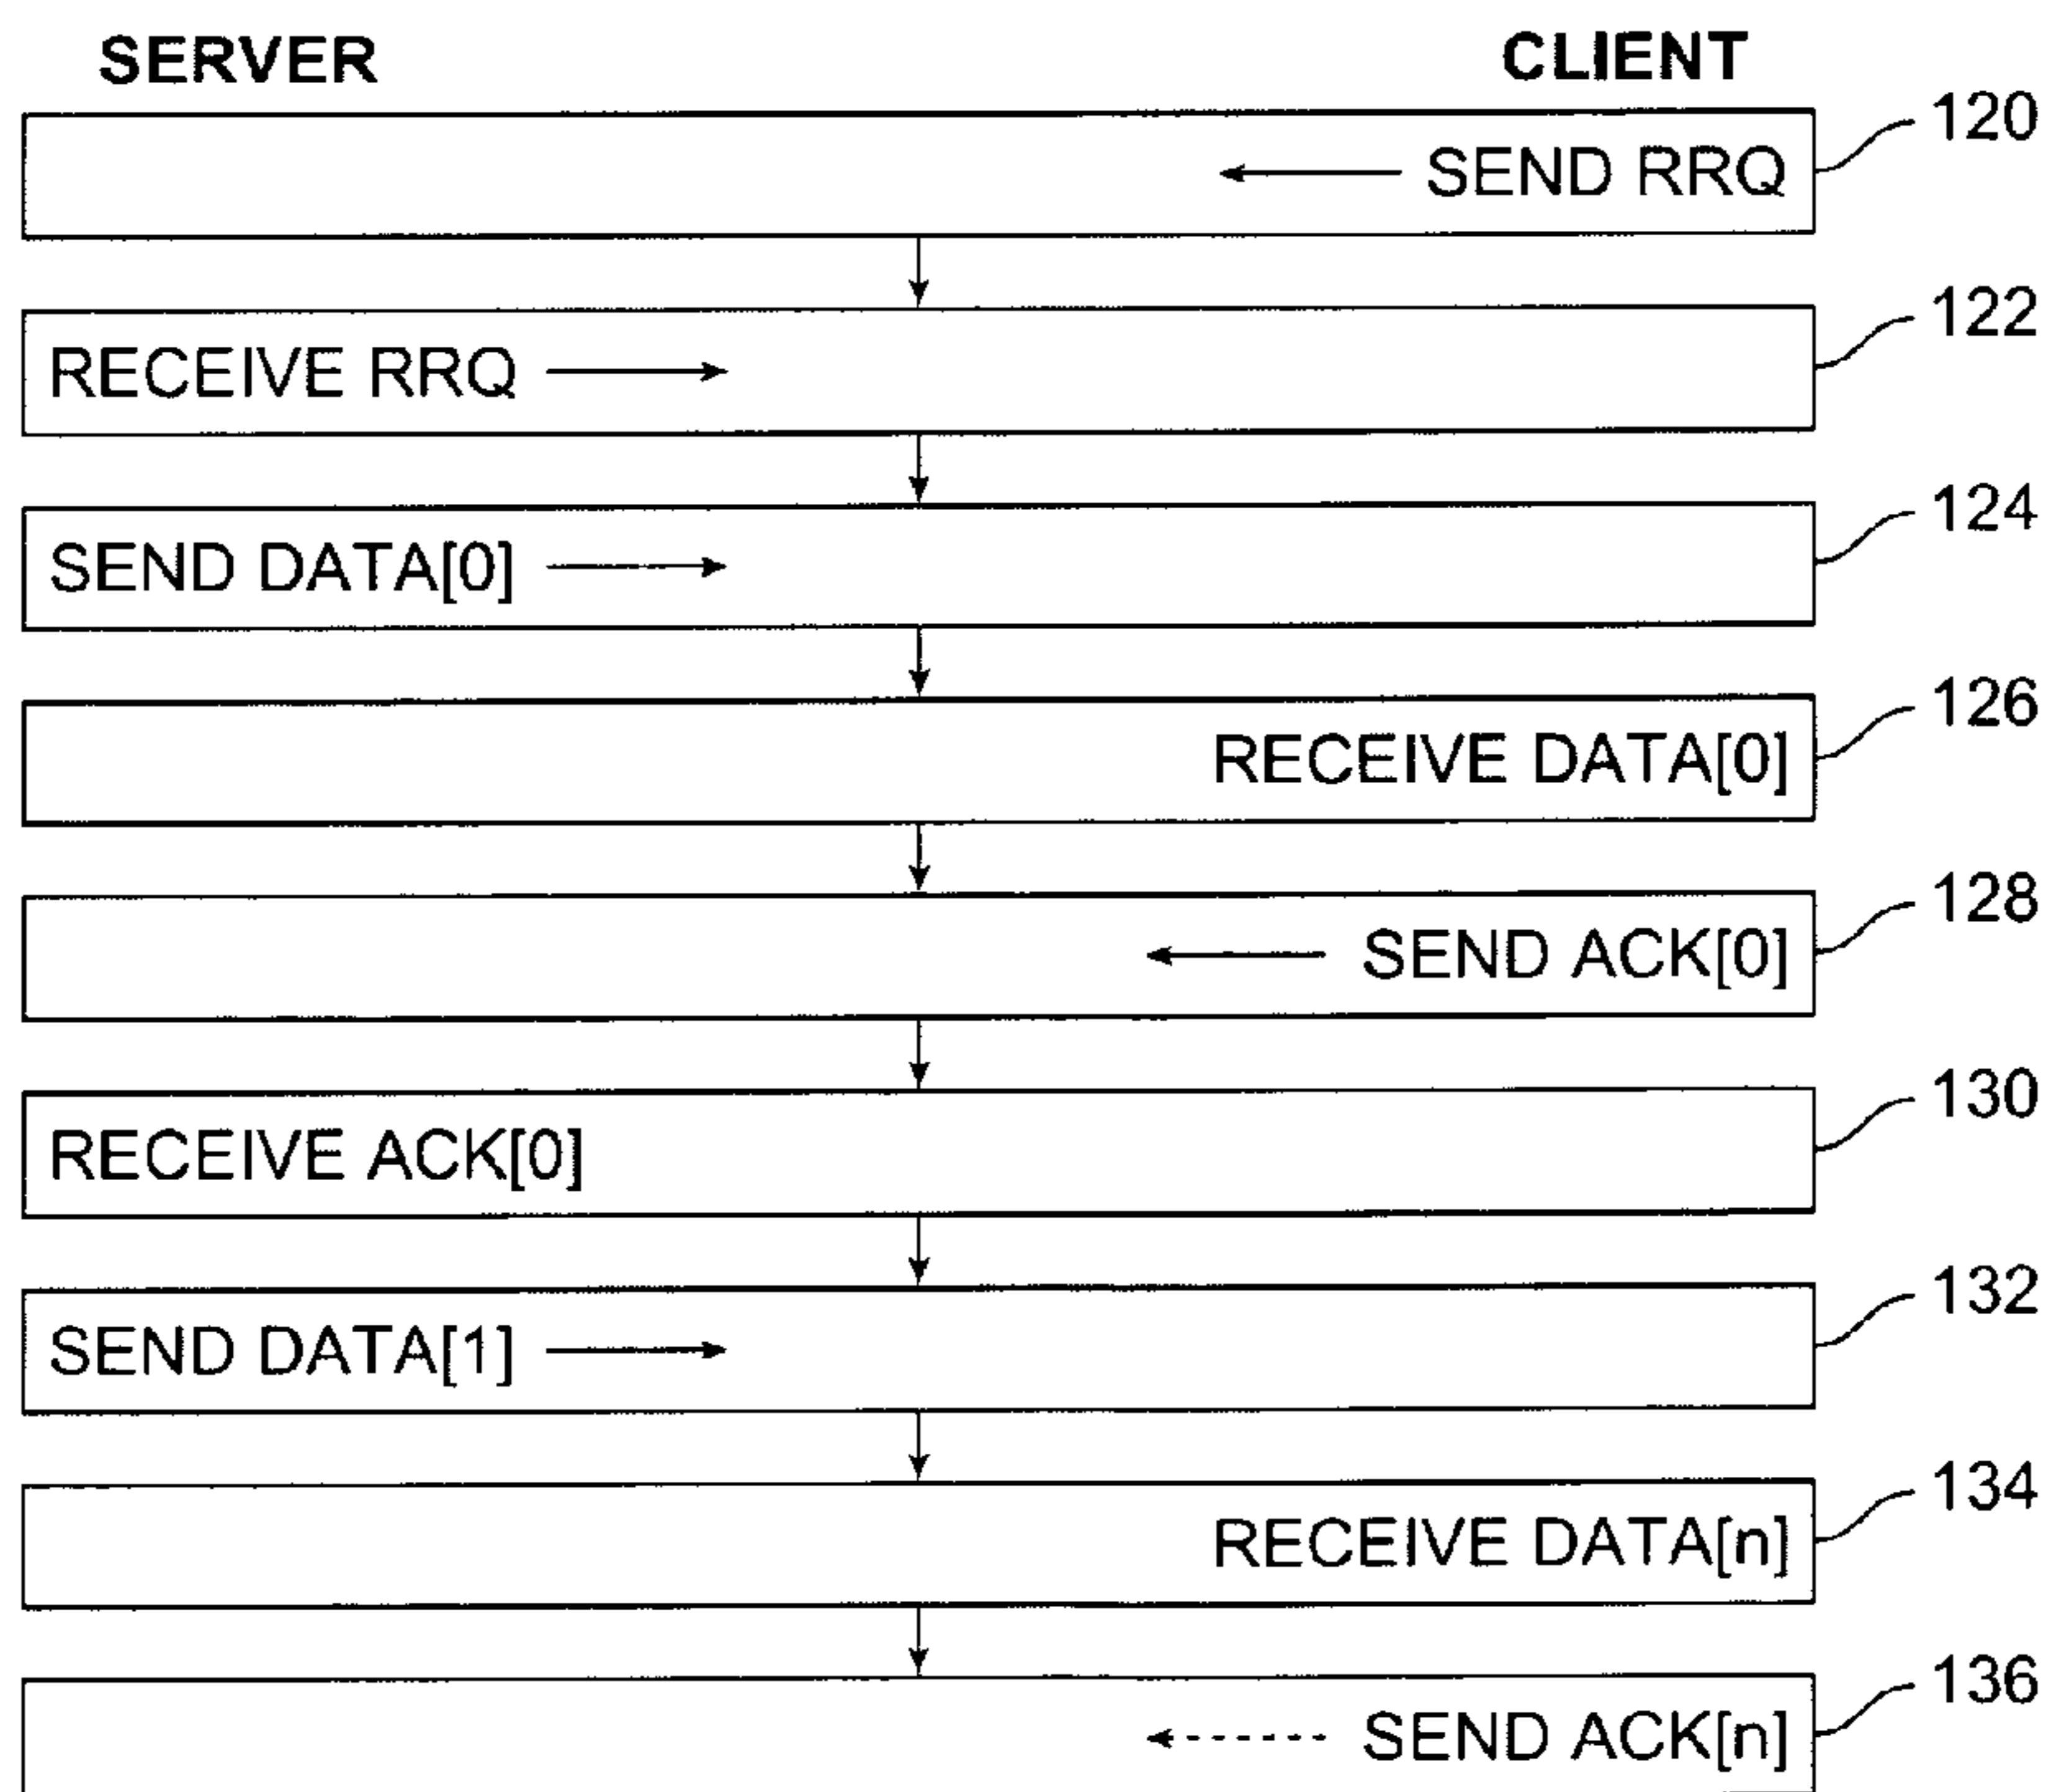 SERVER CLIENT
120
SEND RRQ
122
RECEIVE RRQ
124
SEND DATA[0]
126
RECEIVE DATA[0]
128
SEND ACK[0]
130
RECEIVE ACK[0]
132
SEND DATA[1]
134
RECEIVE DATA[n]
136
SEND ACK[n]